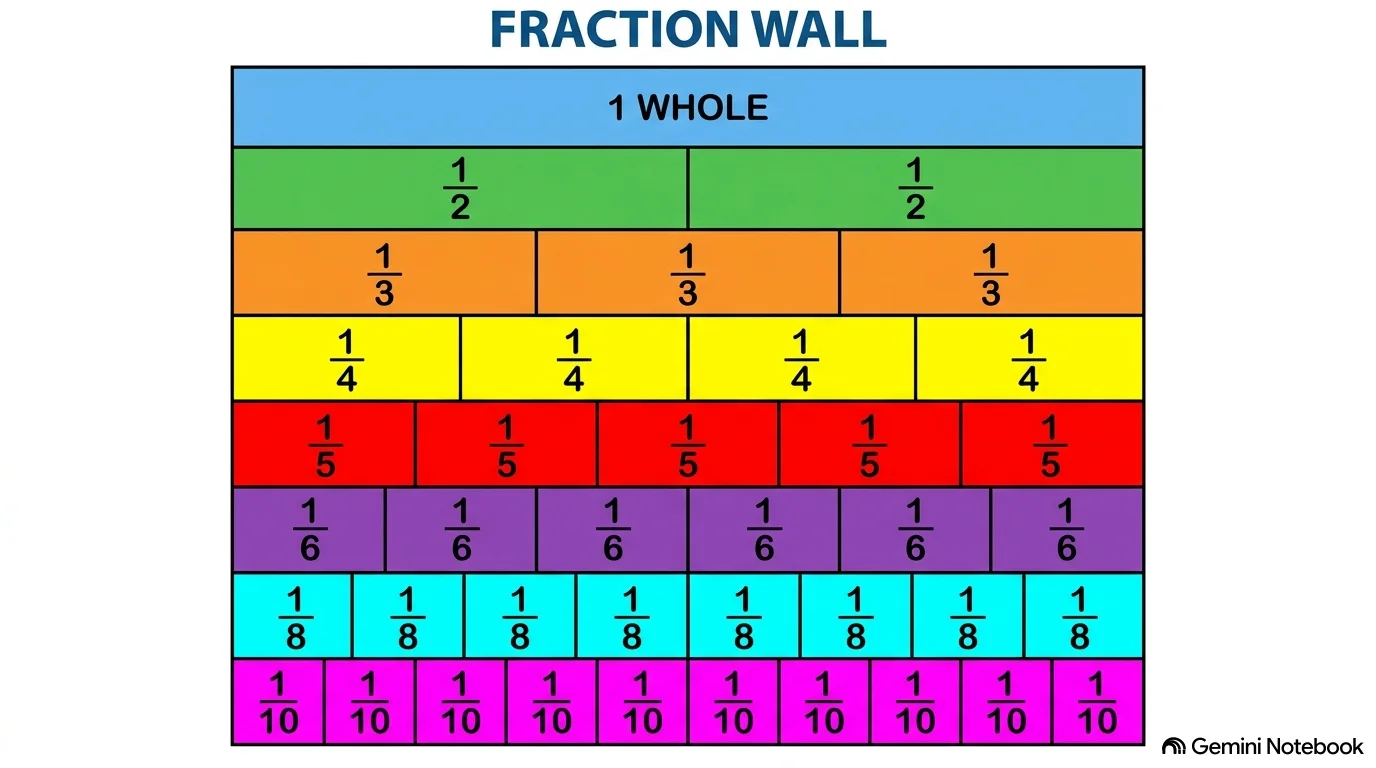 FRACTION WALL
1 WHOLE
1/2 1/2
1/3 1/3 1/3
1/4 1/4 1/4 1/4
1/5 1/5 1/5 1/5 1/5
1/6 1/6 1/6 1/6 1/6 1/6
1/8 1/8 1/8 1/8 1/8 1/8 1/8 1/8
1/10 1/10 1/10 1/10 1/10 1/10 1/10 1/10 1/10 1/10
Gemini Notebook